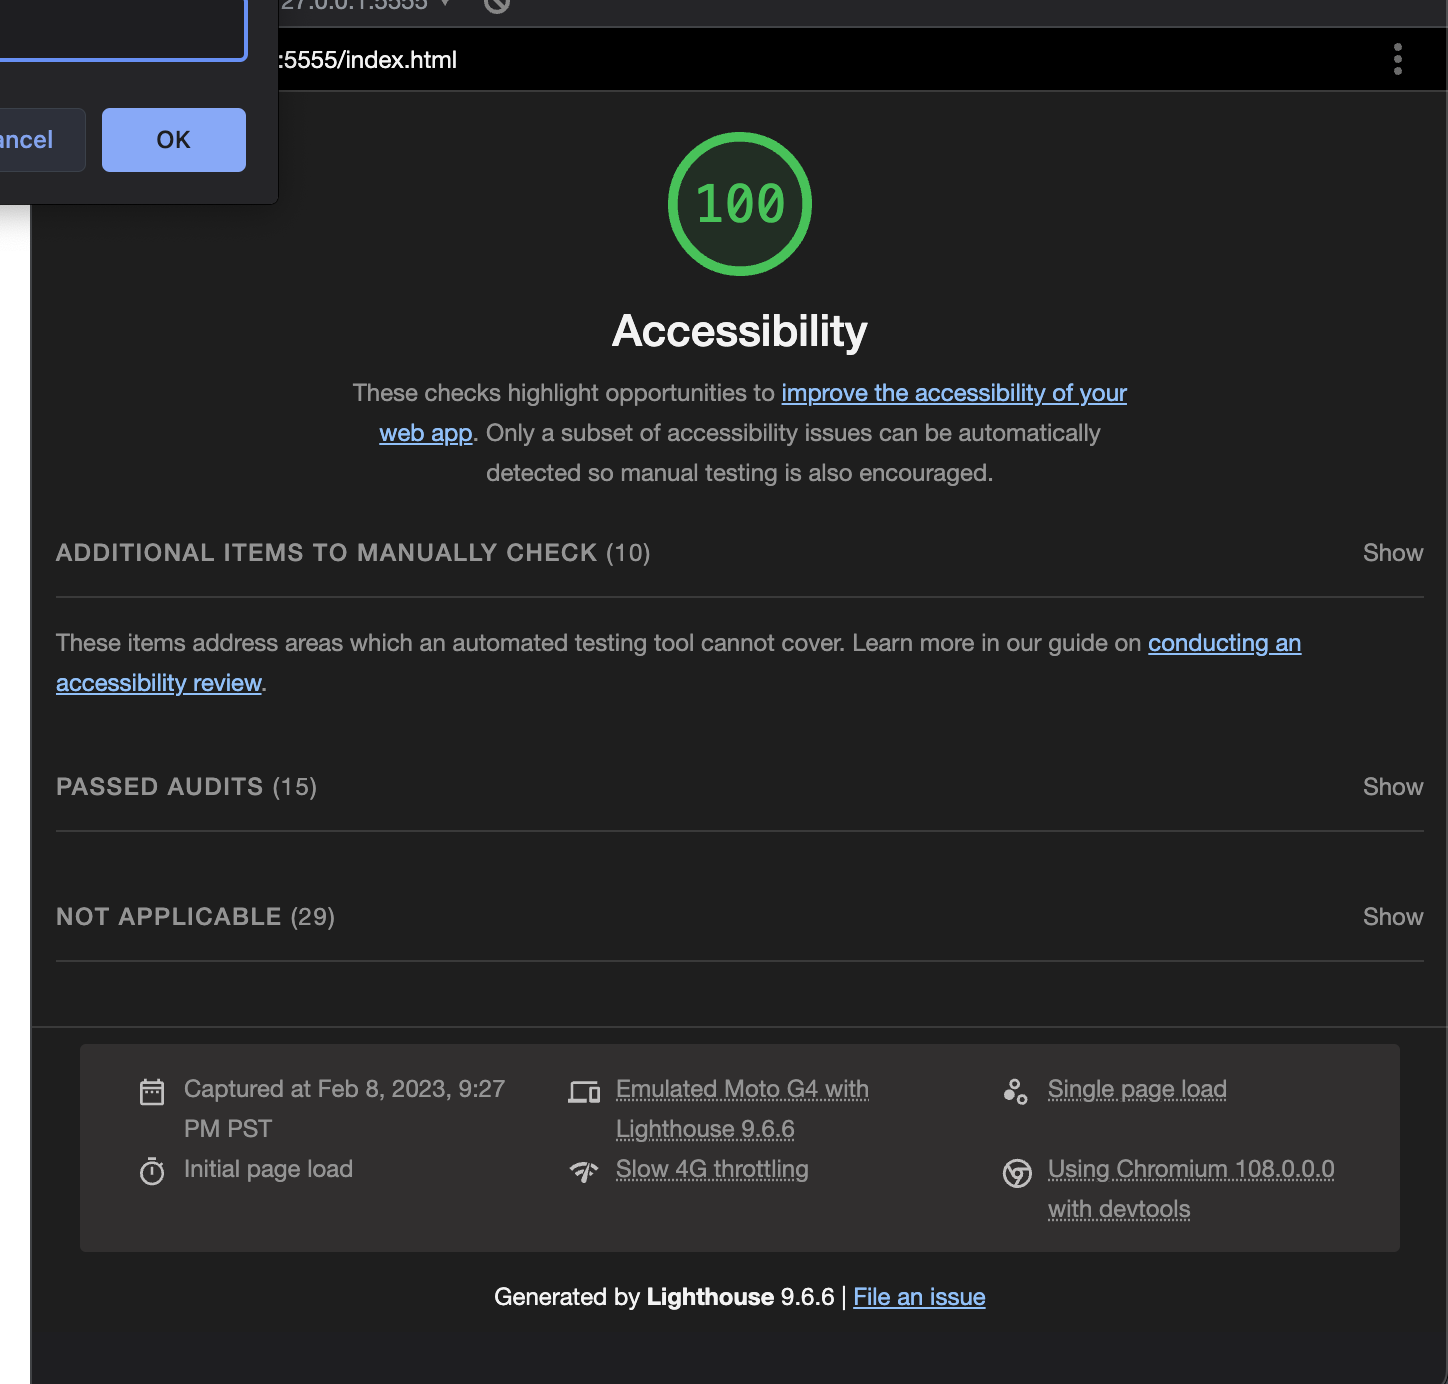 27.0.0.1:5555
:5555/index.html
ancel
OK
100
Accessibility
These checks highlight opportunities to improve the accessibility of your
web app. Only a subset of accessibility issues can be automatically
detected so manual testing is also encouraged.
ADDITIONAL ITEMS TO MANUALLY CHECK (10)
Show
These items address areas which an automated testing tool cannot cover. Learn more in our guide on conducting an
accessibility review.
PASSED AUDITS (15)
Show
NOT APPLICABLE (29)
Show
Captured at Feb 8, 2023, 9:27
PM PST
Emulated Moto G4 with
Lighthouse 9.6.6
Single page load
Initial page load
Slow 4G throttling
Using Chromium 108.0.0.0
with devtools
Generated by Lighthouse 9.6.6 | File an issue